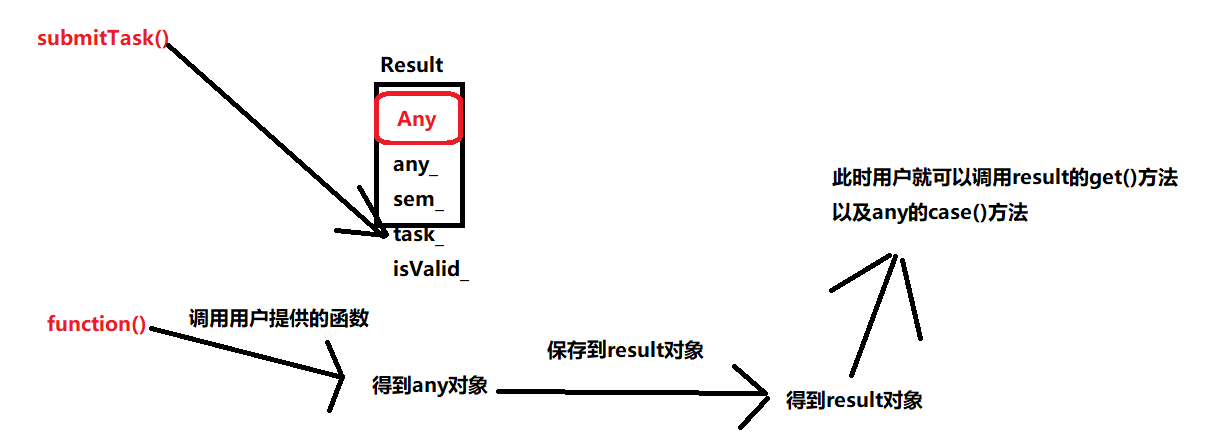 submitTask()
Result
Any
any_
sem_
task_
isValid_
此时用户就可以调用result的get()方法
以及any的case()方法
function()
调用用户提供的函数
得到any对象
保存到result对象
得到result对象